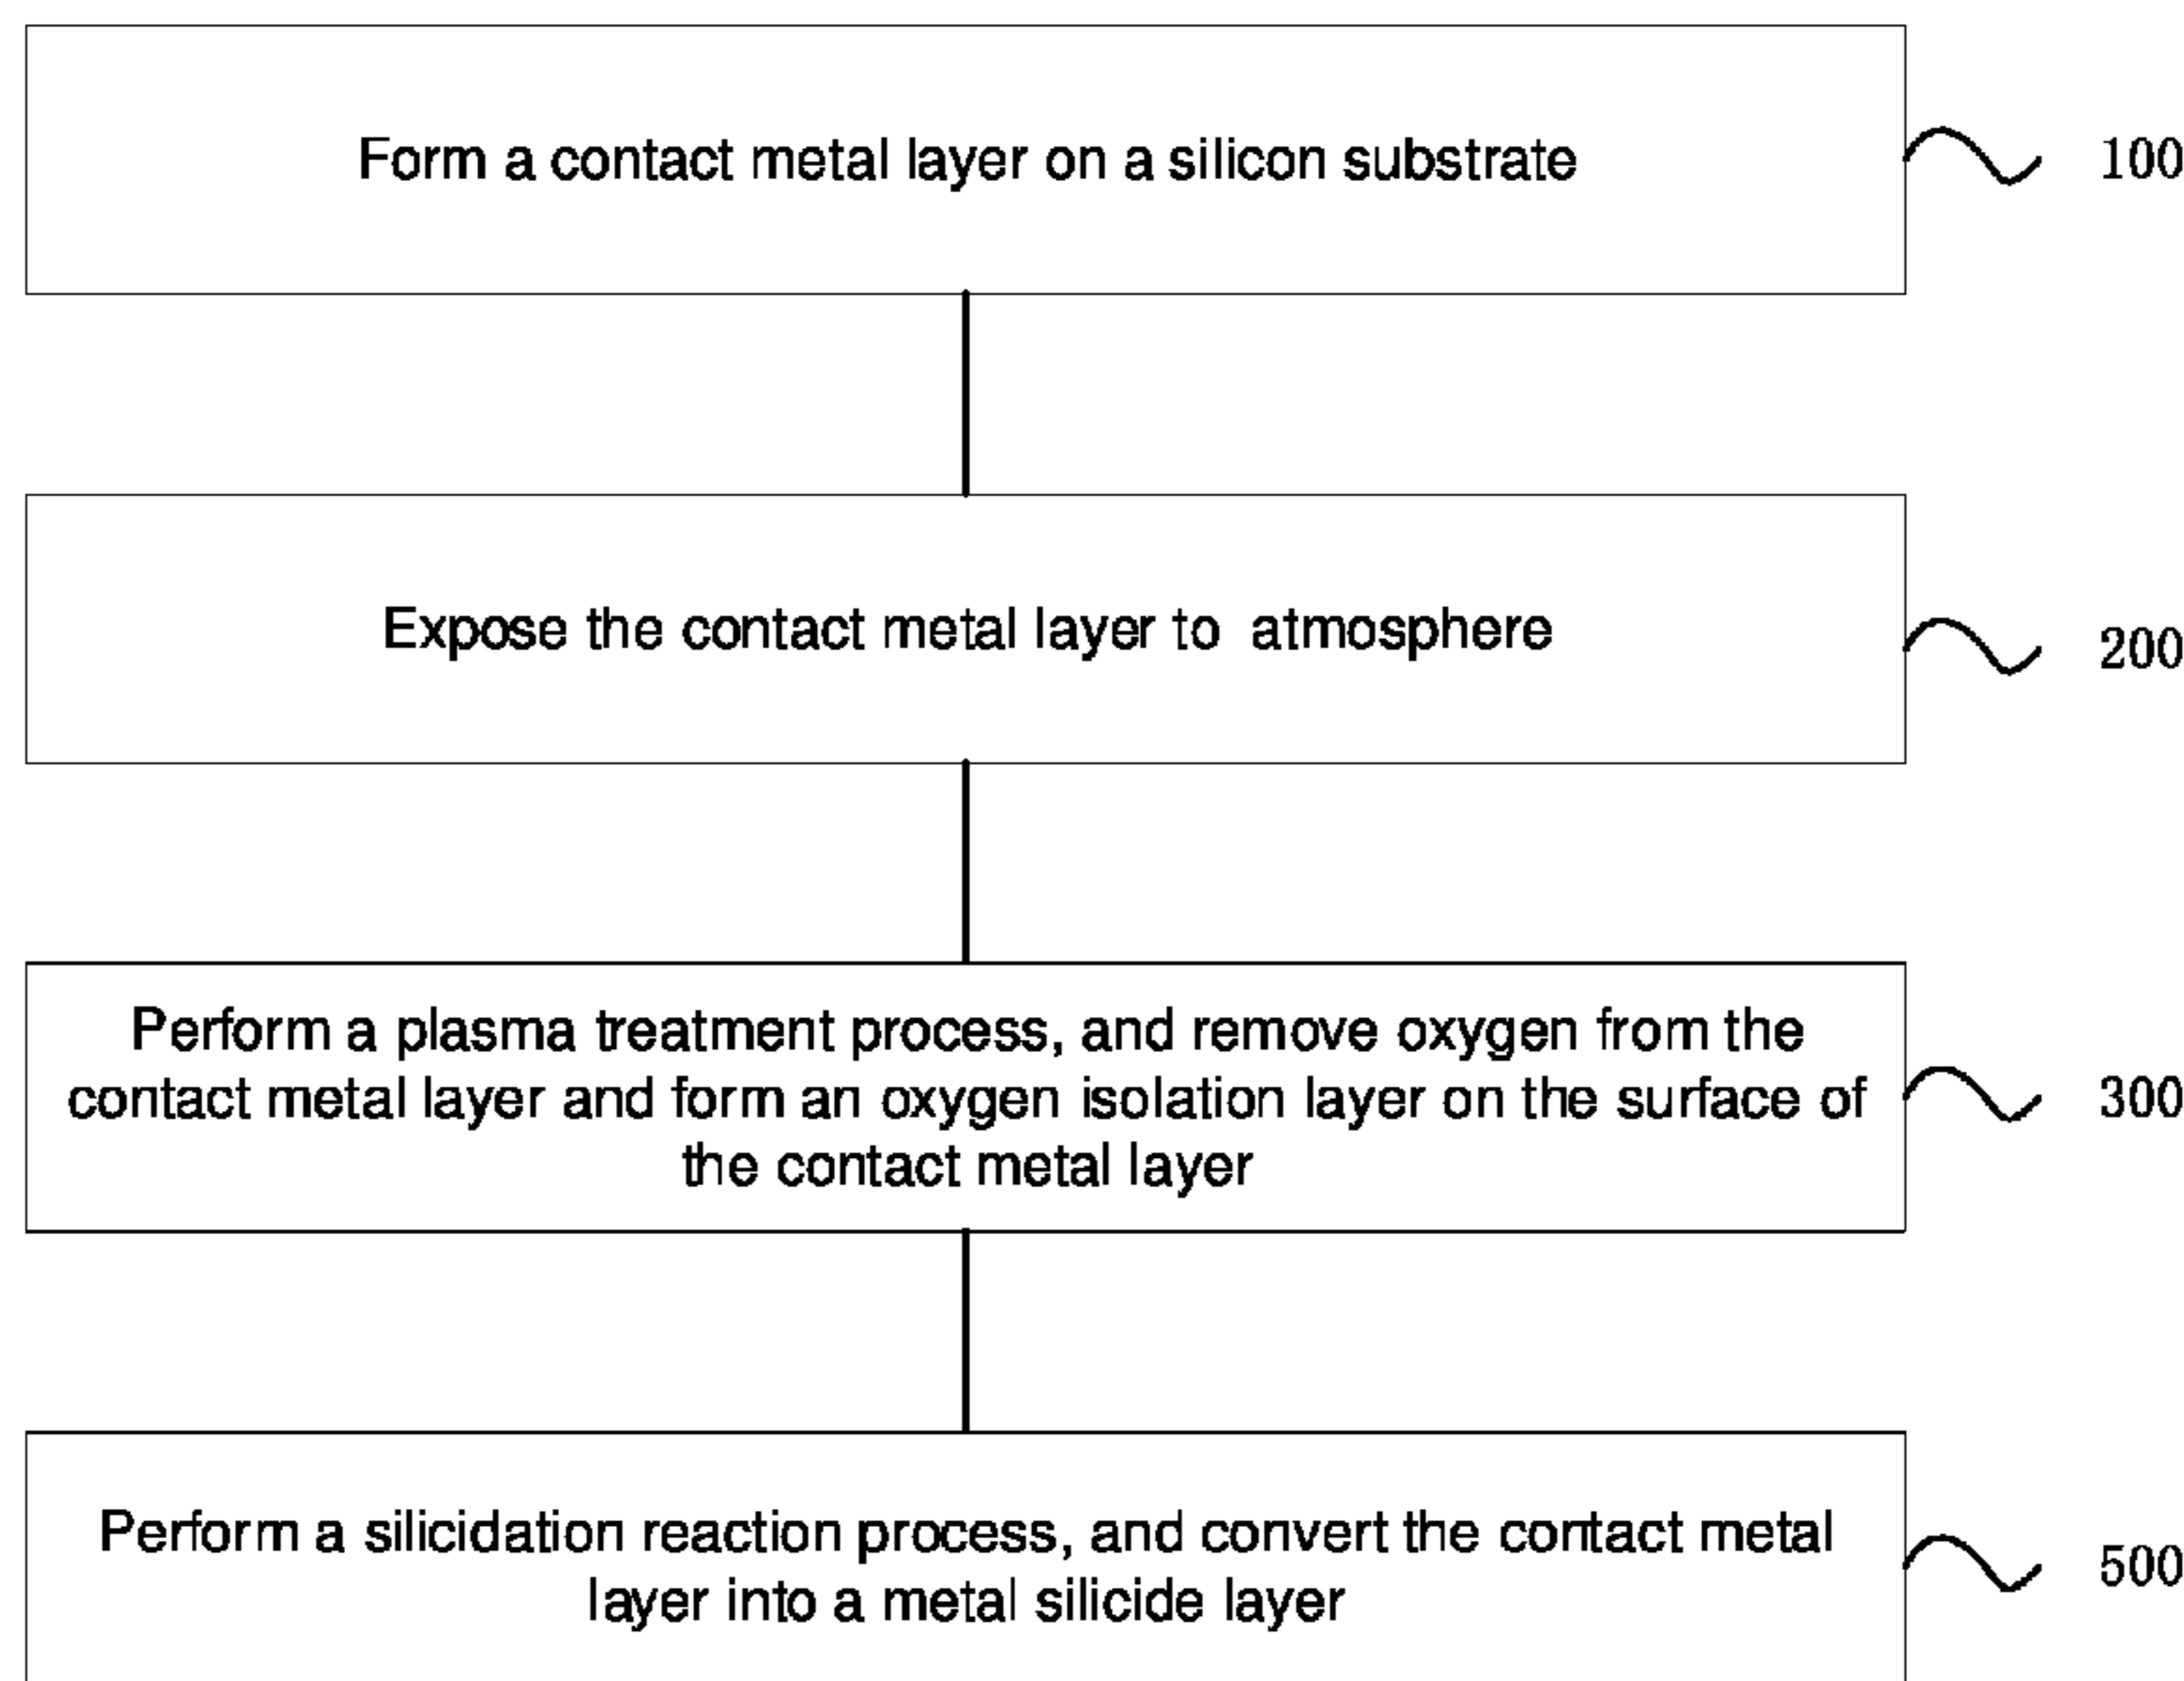 Form a contact metal layer on a silicon substrate
100
Expose the contact metal layer to atmosphere
200
Perform a plasma treatment process, and remove oxygen from the
contact metal layer and form an oxygen isolation layer on the surface of
the contact metal layer
300
Perform a silicidation reaction process, and convert the contact metal
layer into a metal silicide layer
500